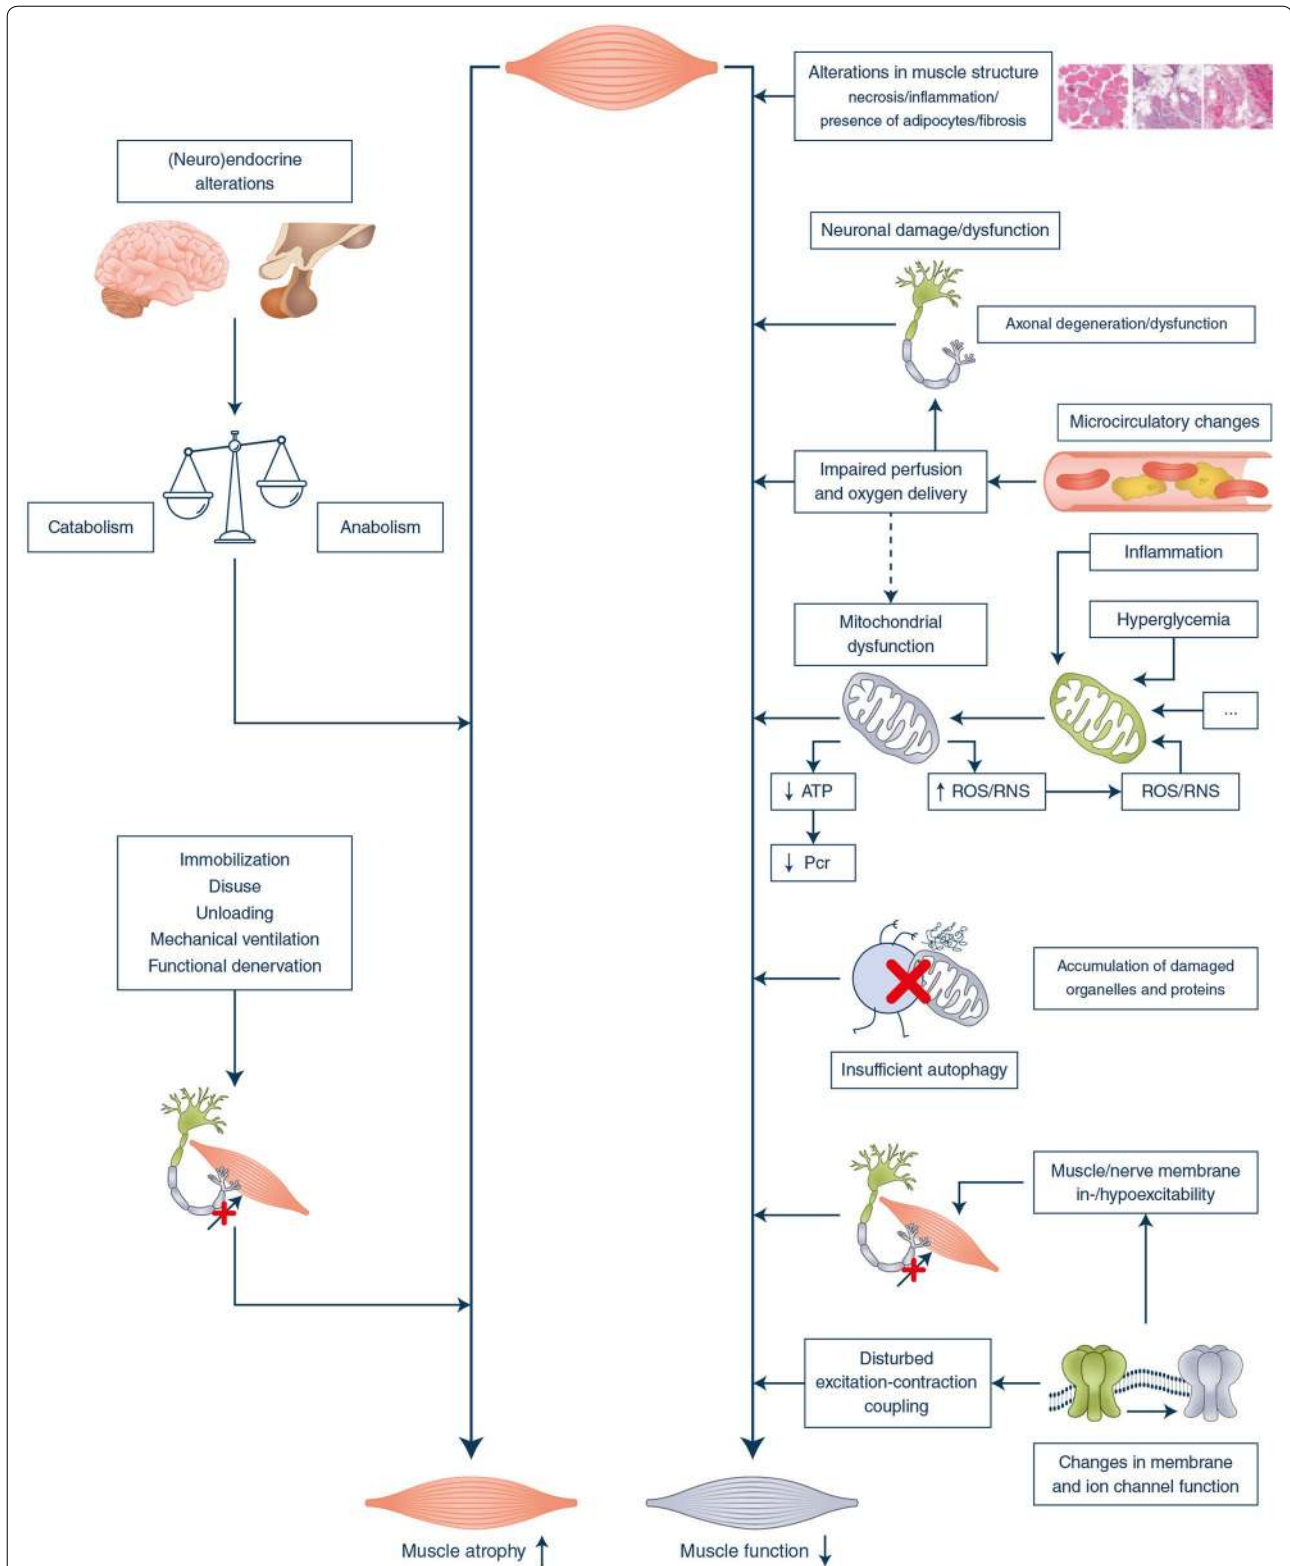 Alterations in muscle structure
necrosis/inflammation/
presence of adipocytes/fibrosis
(Neuro)endocrine
alterations
Neuronal damage/dysfunction
Axonal degeneration/dysfunction
Microcirculatory changes
Impaired perfusion
and oxygen delivery
Catabolism
Anabolism
Inflammation
Hyperglycemia
Mitochondrial
dysfunction
...
↓ ATP
↑ ROS/RNS
ROS/RNS
↓ Pcr
Immobilization
Disuse
Unloading
Mechanical ventilation
Functional denervation
Accumulation of damaged
organelles and proteins
Insufficient autophagy
Muscle/nerve membrane
in-/hypoexcitability
Disturbed
excitation-contraction
coupling
Changes in membrane
and ion channel function
Muscle atrophy ↑
Muscle function ↓